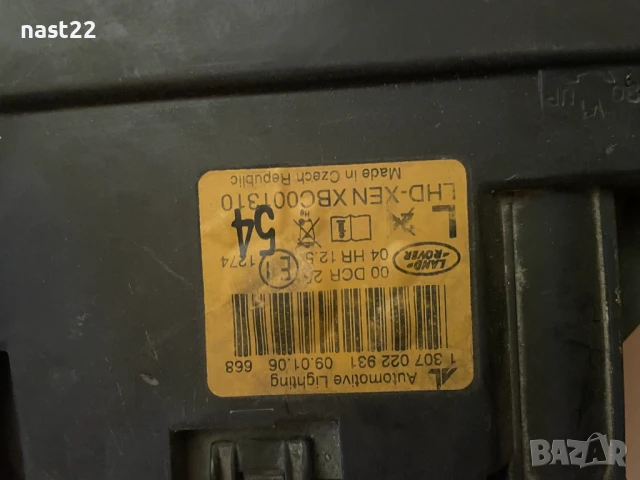 nast22
Automotive Lighting
1 307 022 931 09.01.06 668
00 DCR 25
04 HR 12.5
E1
1274
LAND-
ROVER
54
L
LHD-XEN XBC001310
Made in Czech Republic
BAZAR